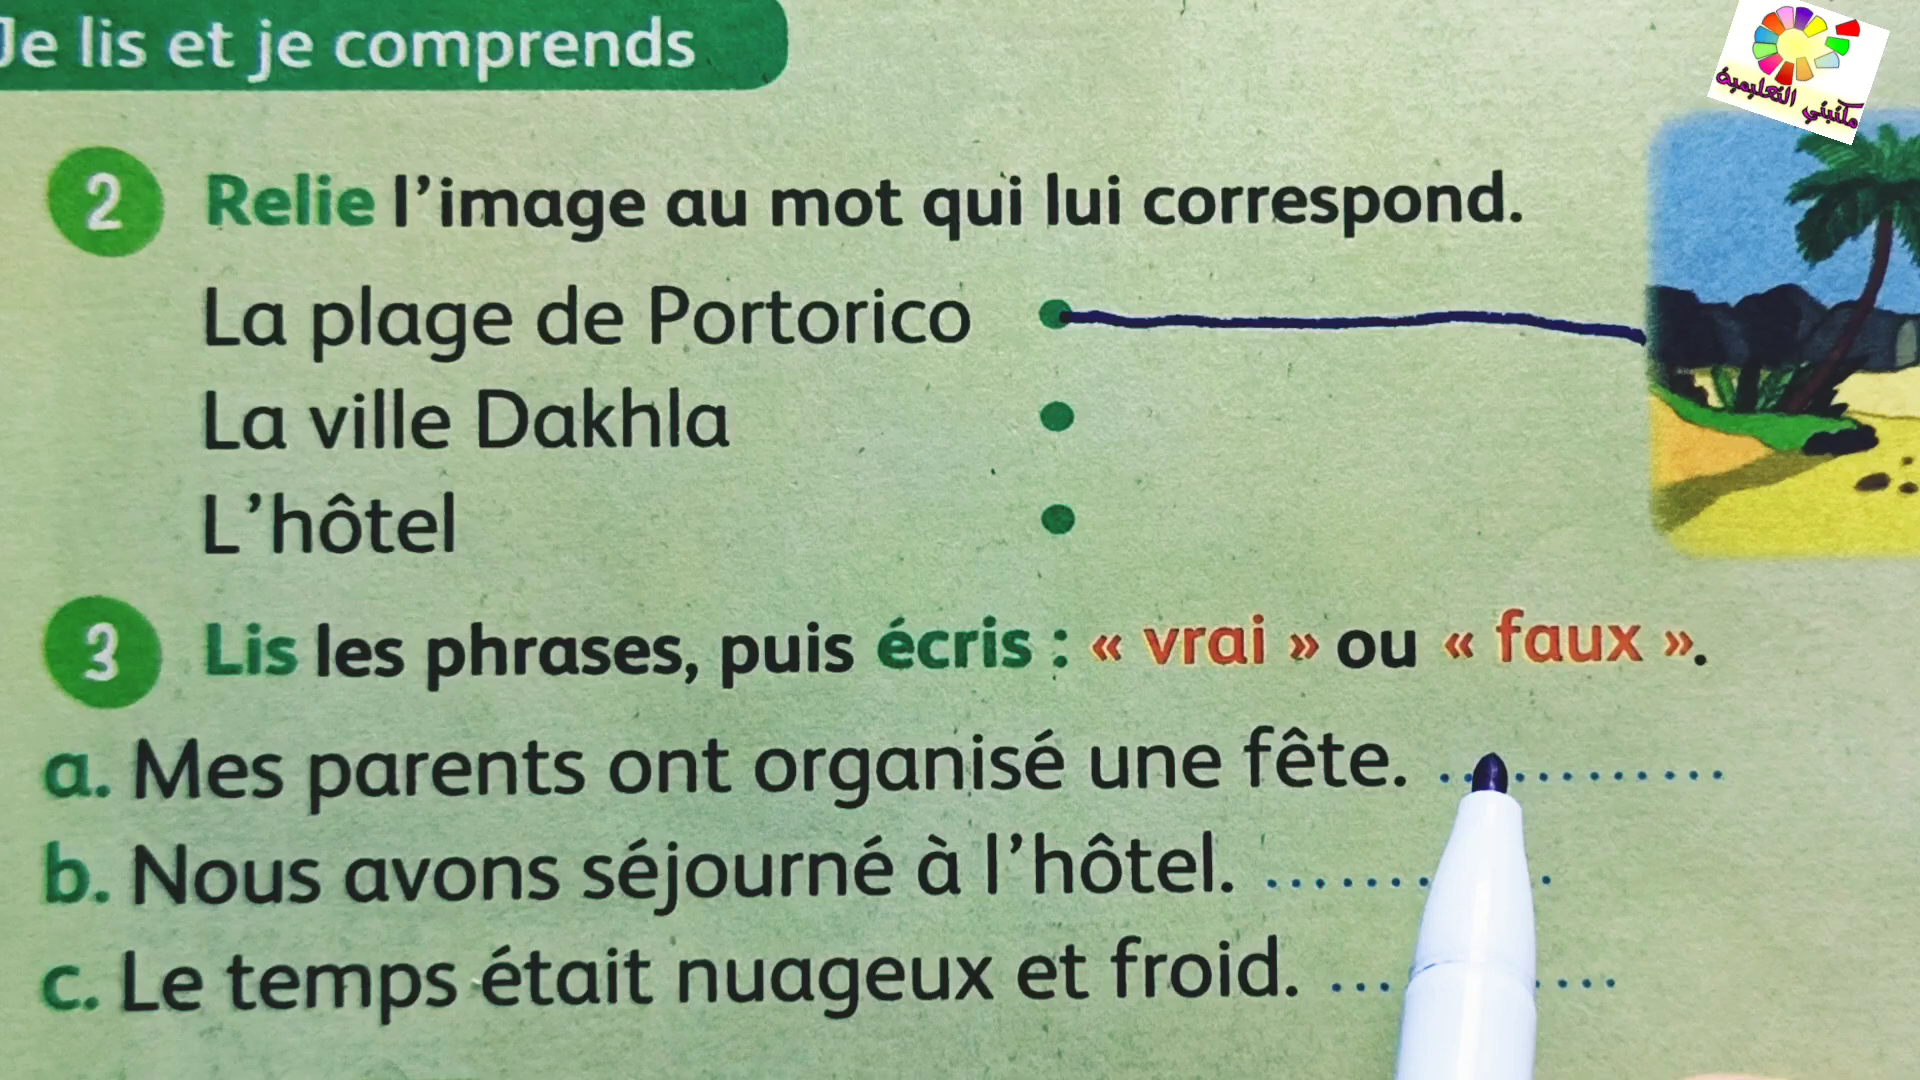 Je lis et je comprends
مكتبتي التعليمية
2 Relie l’image au mot qui lui correspond.
La plage de Portorico
La ville Dakhla
L’hôtel
3 Lis les phrases, puis écris : « vrai » ou « faux ».
a. Mes parents ont organisé une fête. ............
b. Nous avons séjourné à l’hôtel. ............
c. Le temps était nuageux et froid. ............